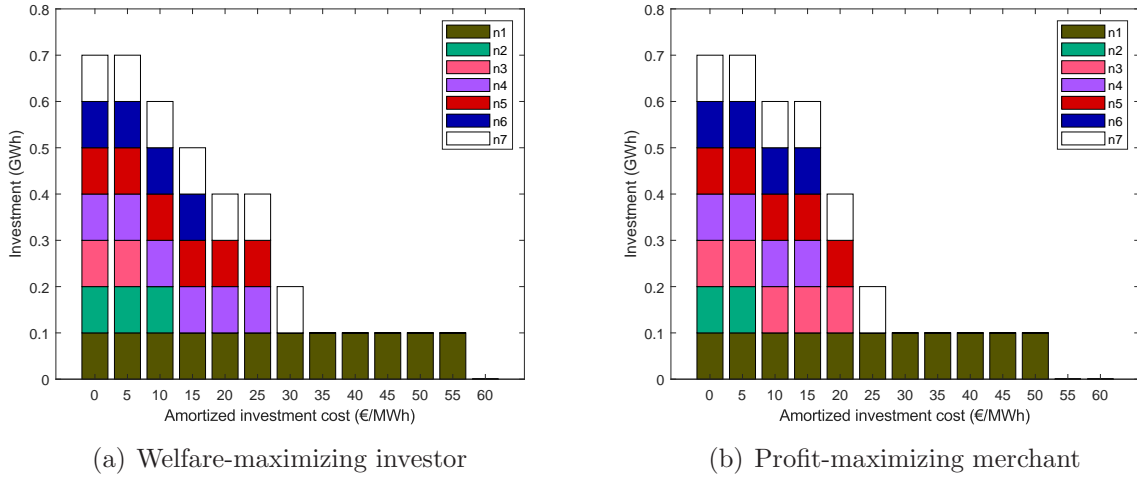 0.8
0.7
0.6
0.5
0.4
0.3
0.2
0.1
0
Investment (GWh)
n1
n2
n3
n4
n5
n6
n7
0 5 10 15 20 25 30 35 40 45 50 55 60
Amortized investment cost (€/MWh)
(a) Welfare-maximizing investor
0.8
0.7
0.6
0.5
0.4
0.3
0.2
0.1
0
Investment (GWh)
n1
n2
n3
n4
n5
n6
n7
0 5 10 15 20 25 30 35 40 45 50 55 60
Amortized investment cost (€/MWh)
(b) Profit-maximizing merchant